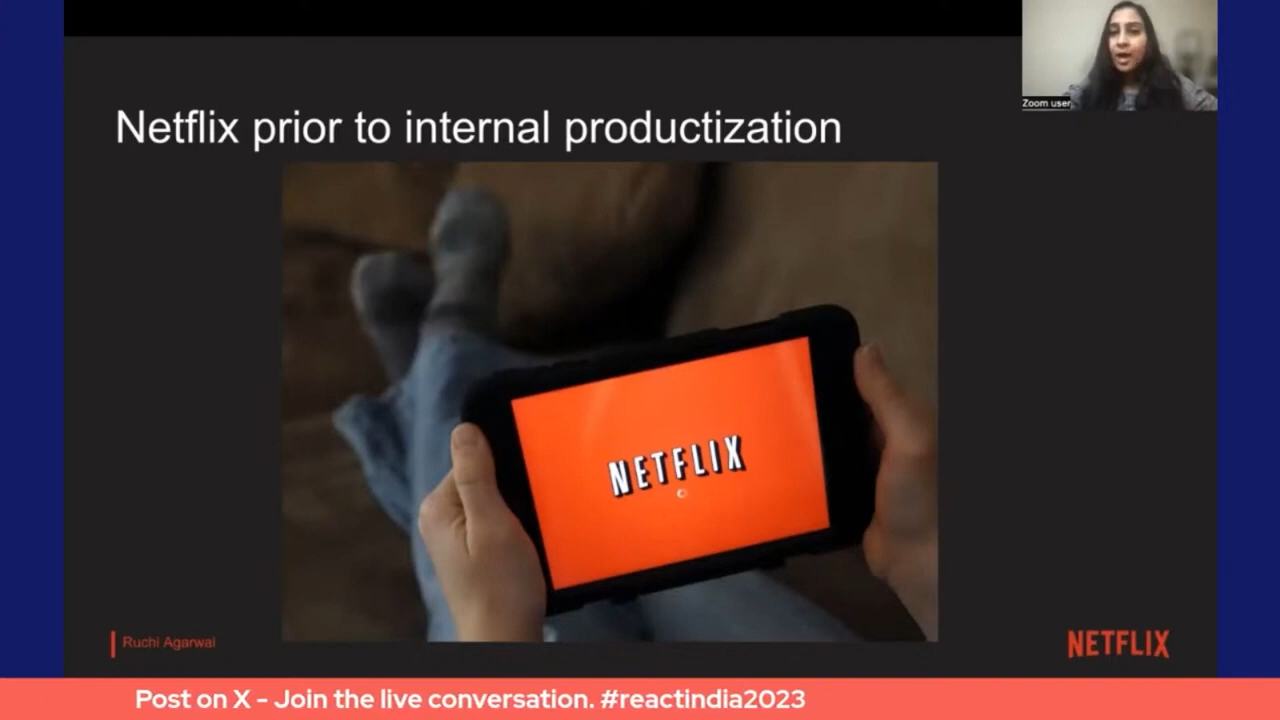 Zoom user
Netflix prior to internal productization
NETFLIX
Ruchi Agarwal
NETFLIX
Post on X - Join the live conversation. #reactindia2023